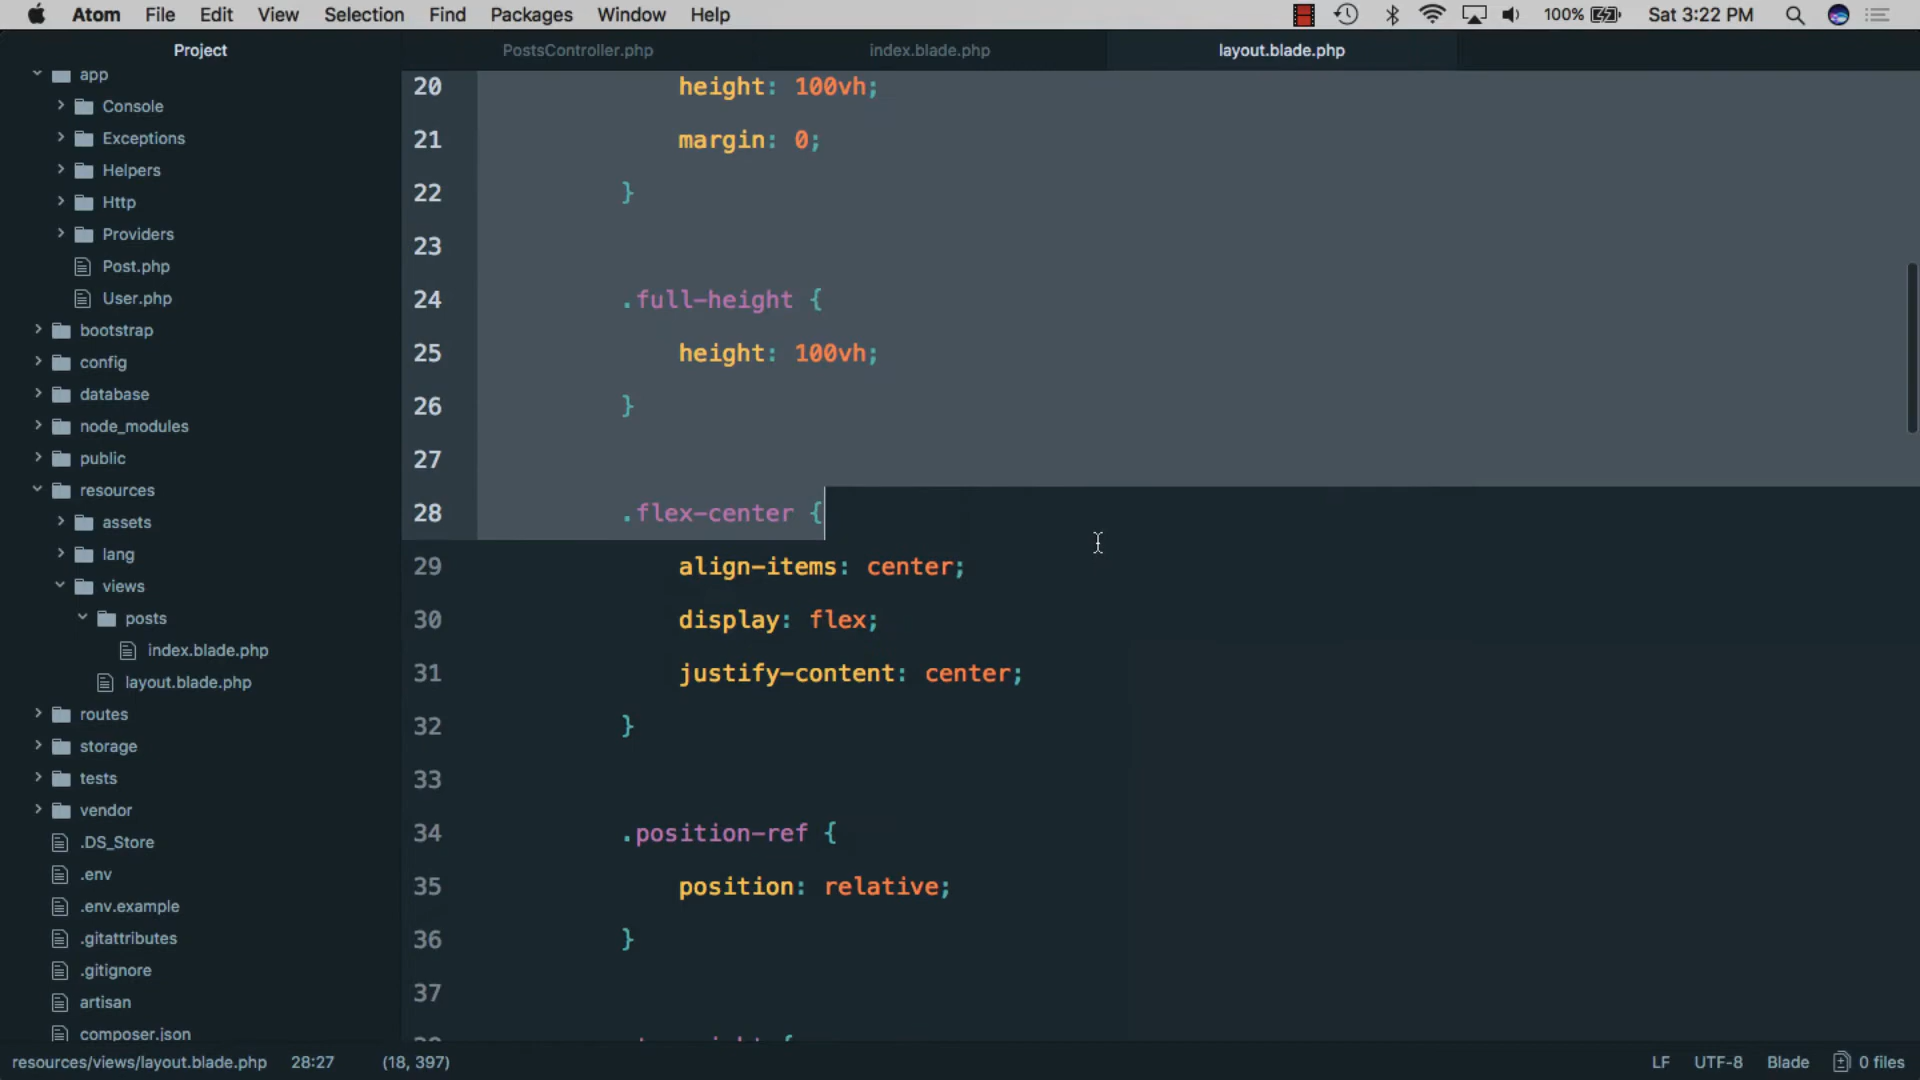 Atom File Edit View Selection Find Packages Window Help 100% Sat 3:22 PM
Project PostsController.php index.blade.php layout.blade.php
app
Console
Exceptions
Helpers
Http
Providers
Post.php
User.php
bootstrap
config
database
node_modules
public
resources
assets
lang
views
posts
index.blade.php
layout.blade.php
routes
storage
tests
vendor
.DS_Store
.env
.env.example
.gitattributes
.gitignore
artisan
composer.json
20 height: 100vh;
21 margin: 0;
22 }
23
24 .full-height {
25 height: 100vh;
26 }
27
28 .flex-center {
29 align-items: center;
30 display: flex;
31 justify-content: center;
32 }
33
34 .position-ref {
35 position: relative;
36 }
37
resources/views/layout.blade.php 28:27 (18, 397) LF UTF-8 Blade 0 files